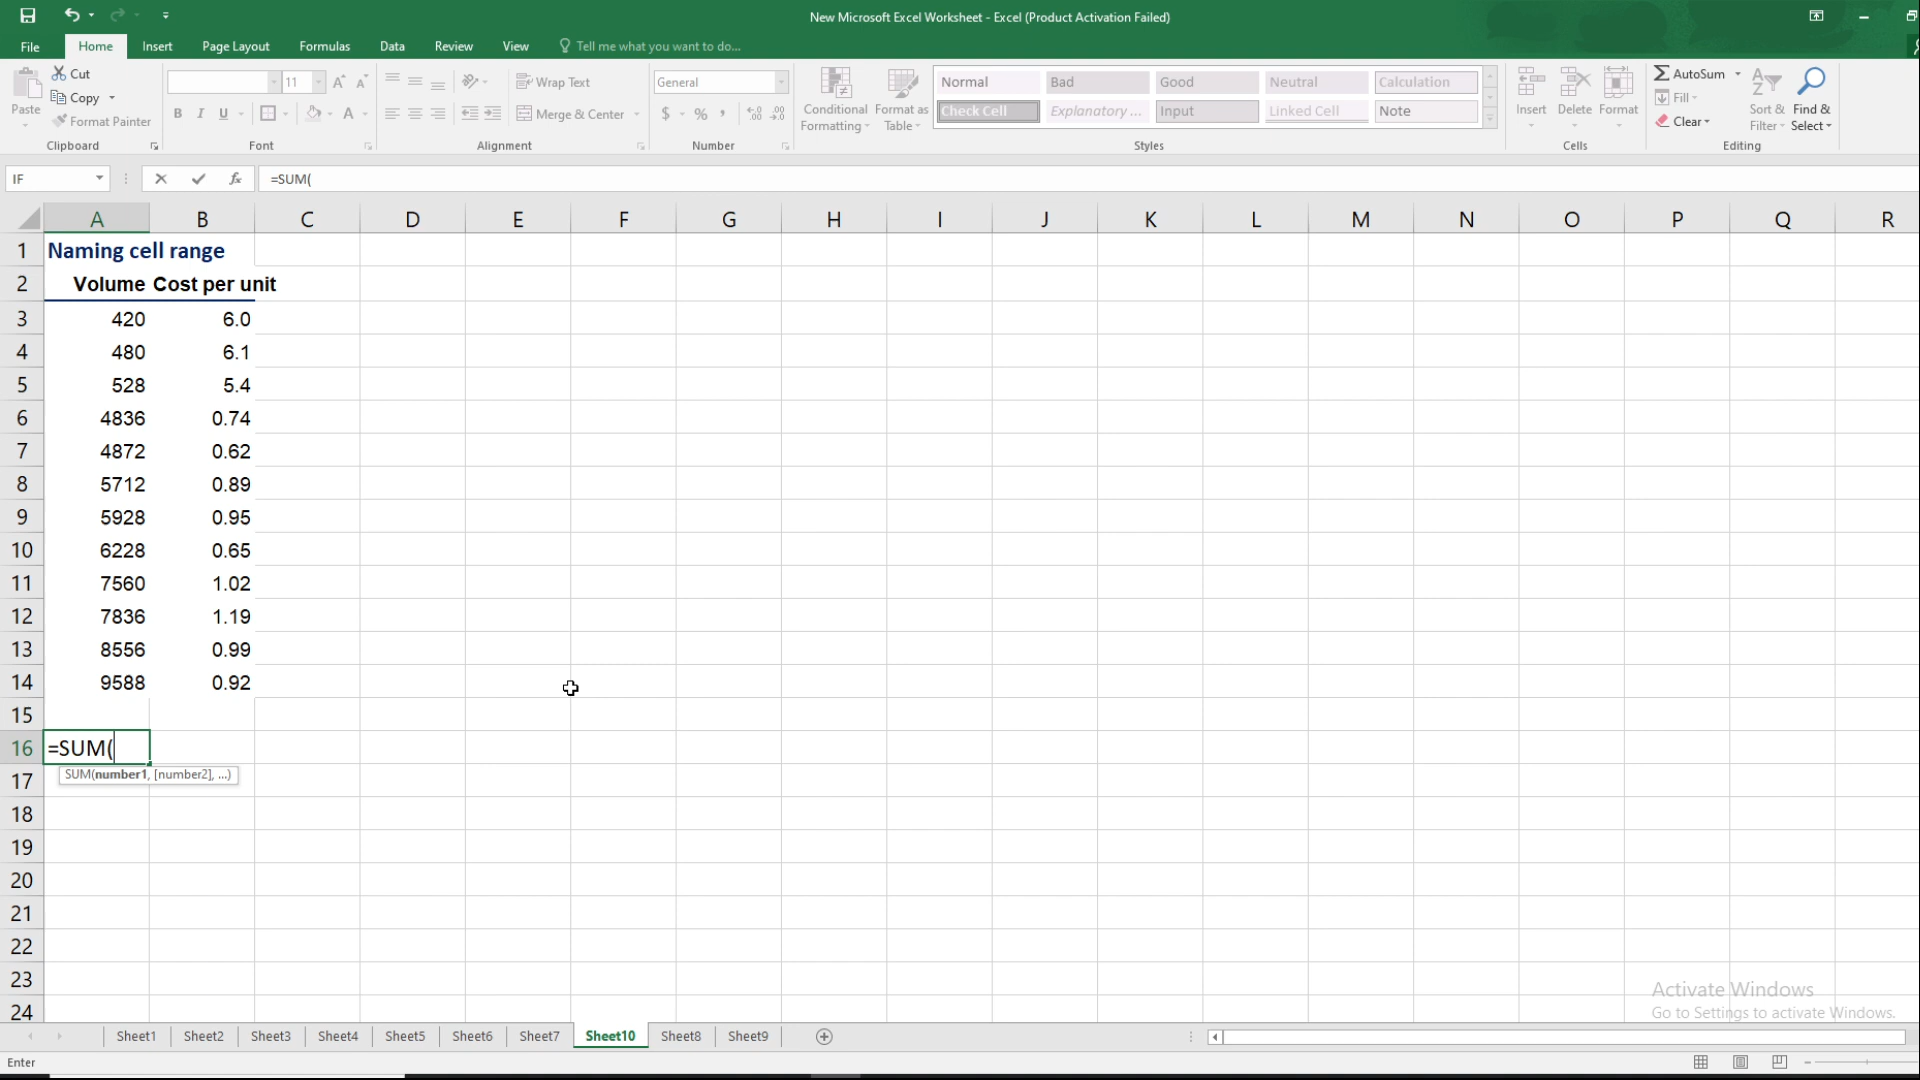 New Microsoft Excel Worksheet - Excel (Product Activation Failed)
File Home Insert Page Layout Formulas Data Review View Tell me what you want to do...
Paste
Cut
Copy
Format Painter
Clipboard
11
B I U
Font
Wrap Text
Merge & Center
Alignment
General
$ % ,
Number
Conditional Formatting
Format as Table
Normal Bad Good Neutral Calculation
Check Cell Explanatory ... Input Linked Cell Note
Styles
Insert Delete Format
Cells
AutoSum
Fill
Clear
Sort & Filter
Find & Select
Editing
IF
fx
=SUM(
A B C D E F G H I J K L M N O P Q R
1 Naming cell range
2 Volume Cost per unit
3 420 6.0
4 480 6.1
5 528 5.4
6 4836 0.74
7 4872 0.62
8 5712 0.89
9 5928 0.95
10 6228 0.65
11 7560 1.02
12 7836 1.19
13 8556 0.99
14 9588 0.92
15
16 =SUM(
SUM(number1, [number2], ...)
17
18
19
20
21
22
23
24
Activate Windows
Go to Settings to activate Windows.
Sheet1 Sheet2 Sheet3 Sheet4 Sheet5 Sheet6 Sheet7 Sheet10 Sheet8 Sheet9
Enter